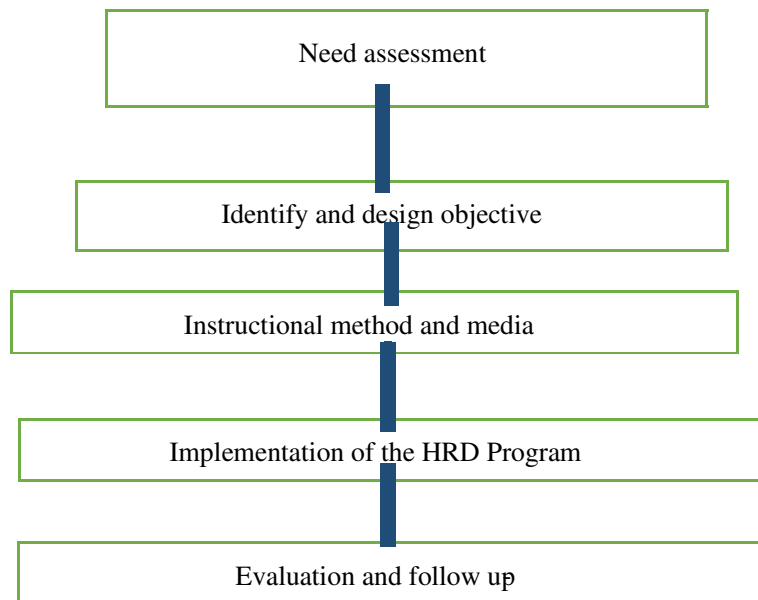 Need assessment
Identify and design objective
Instructional method and media
Implementation of the HRD Program
Evaluation and follow up